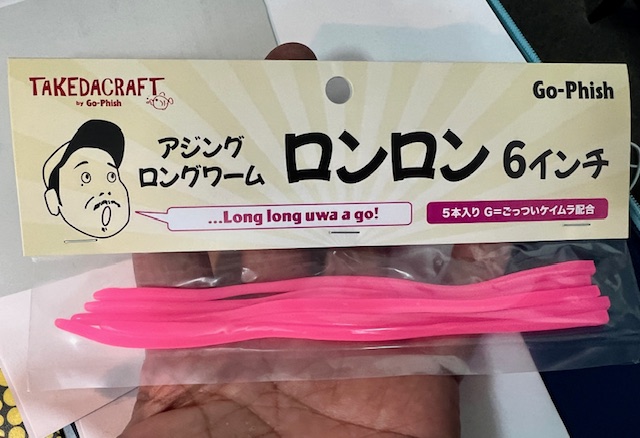 TAKEDACRAFT
by Go-Phish
Go-Phish
アジング
ロングワーム
ロンロン 6インチ
...Long long uwa a go!
5本入り G=ごっついケイムラ配合